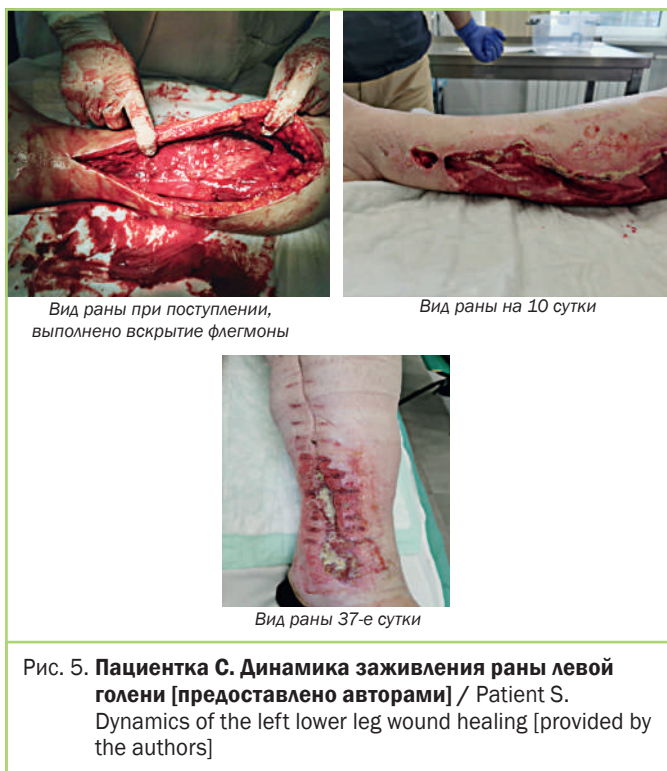 Вид раны при поступлении,
выполнено вскрытие флегмоны
Вид раны на 10 сутки
Вид раны 37-е сутки
Рис. 5. Пациентка С. Динамика заживления раны левой
голени [предоставлено авторами] / Patient S.
Dynamics of the left lower leg wound healing [provided by
the authors]